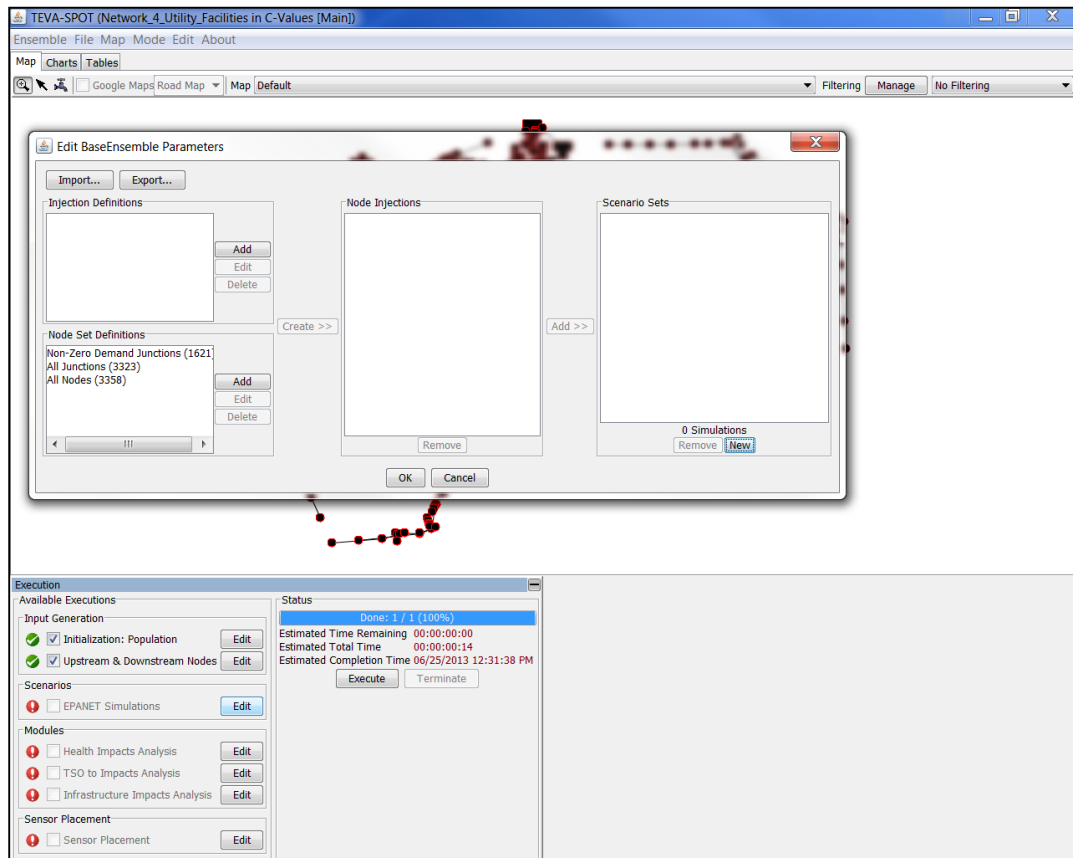 TEVA-SPOT (Network_4_Utility_Facilities in C-Values [Main])
Ensemble File Map Mode Edit About
Map Charts Tables
Google Maps Road Map Map Default Filtering Manage No Filtering
Edit BaseEnsemble Parameters
Import... Export...
Injection Definitions
Add
Edit
Delete
Node Set Definitions
Non-Zero Demand Junctions (1621)
All Junctions (3323)
All Nodes (3358)
Add
Edit
Delete
Create >>
Node Injections
Remove
Add >>
Scenario Sets
0 Simulations
Remove New
OK Cancel
Execution
Available Executions
Input Generation
Initialization: Population Edit
Upstream & Downstream Nodes Edit
Scenarios
EPANET Simulations Edit
Modules
Health Impacts Analysis Edit
TSO to Impacts Analysis Edit
Infrastructure Impacts Analysis Edit
Sensor Placement
Sensor Placement Edit
Status
Done: 1 / 1 (100%)
Estimated Time Remaining 00:00:00:00
Estimated Total Time 00:00:00:14
Estimated Completion Time 06/25/2013 12:31:38 PM
Execute Terminate